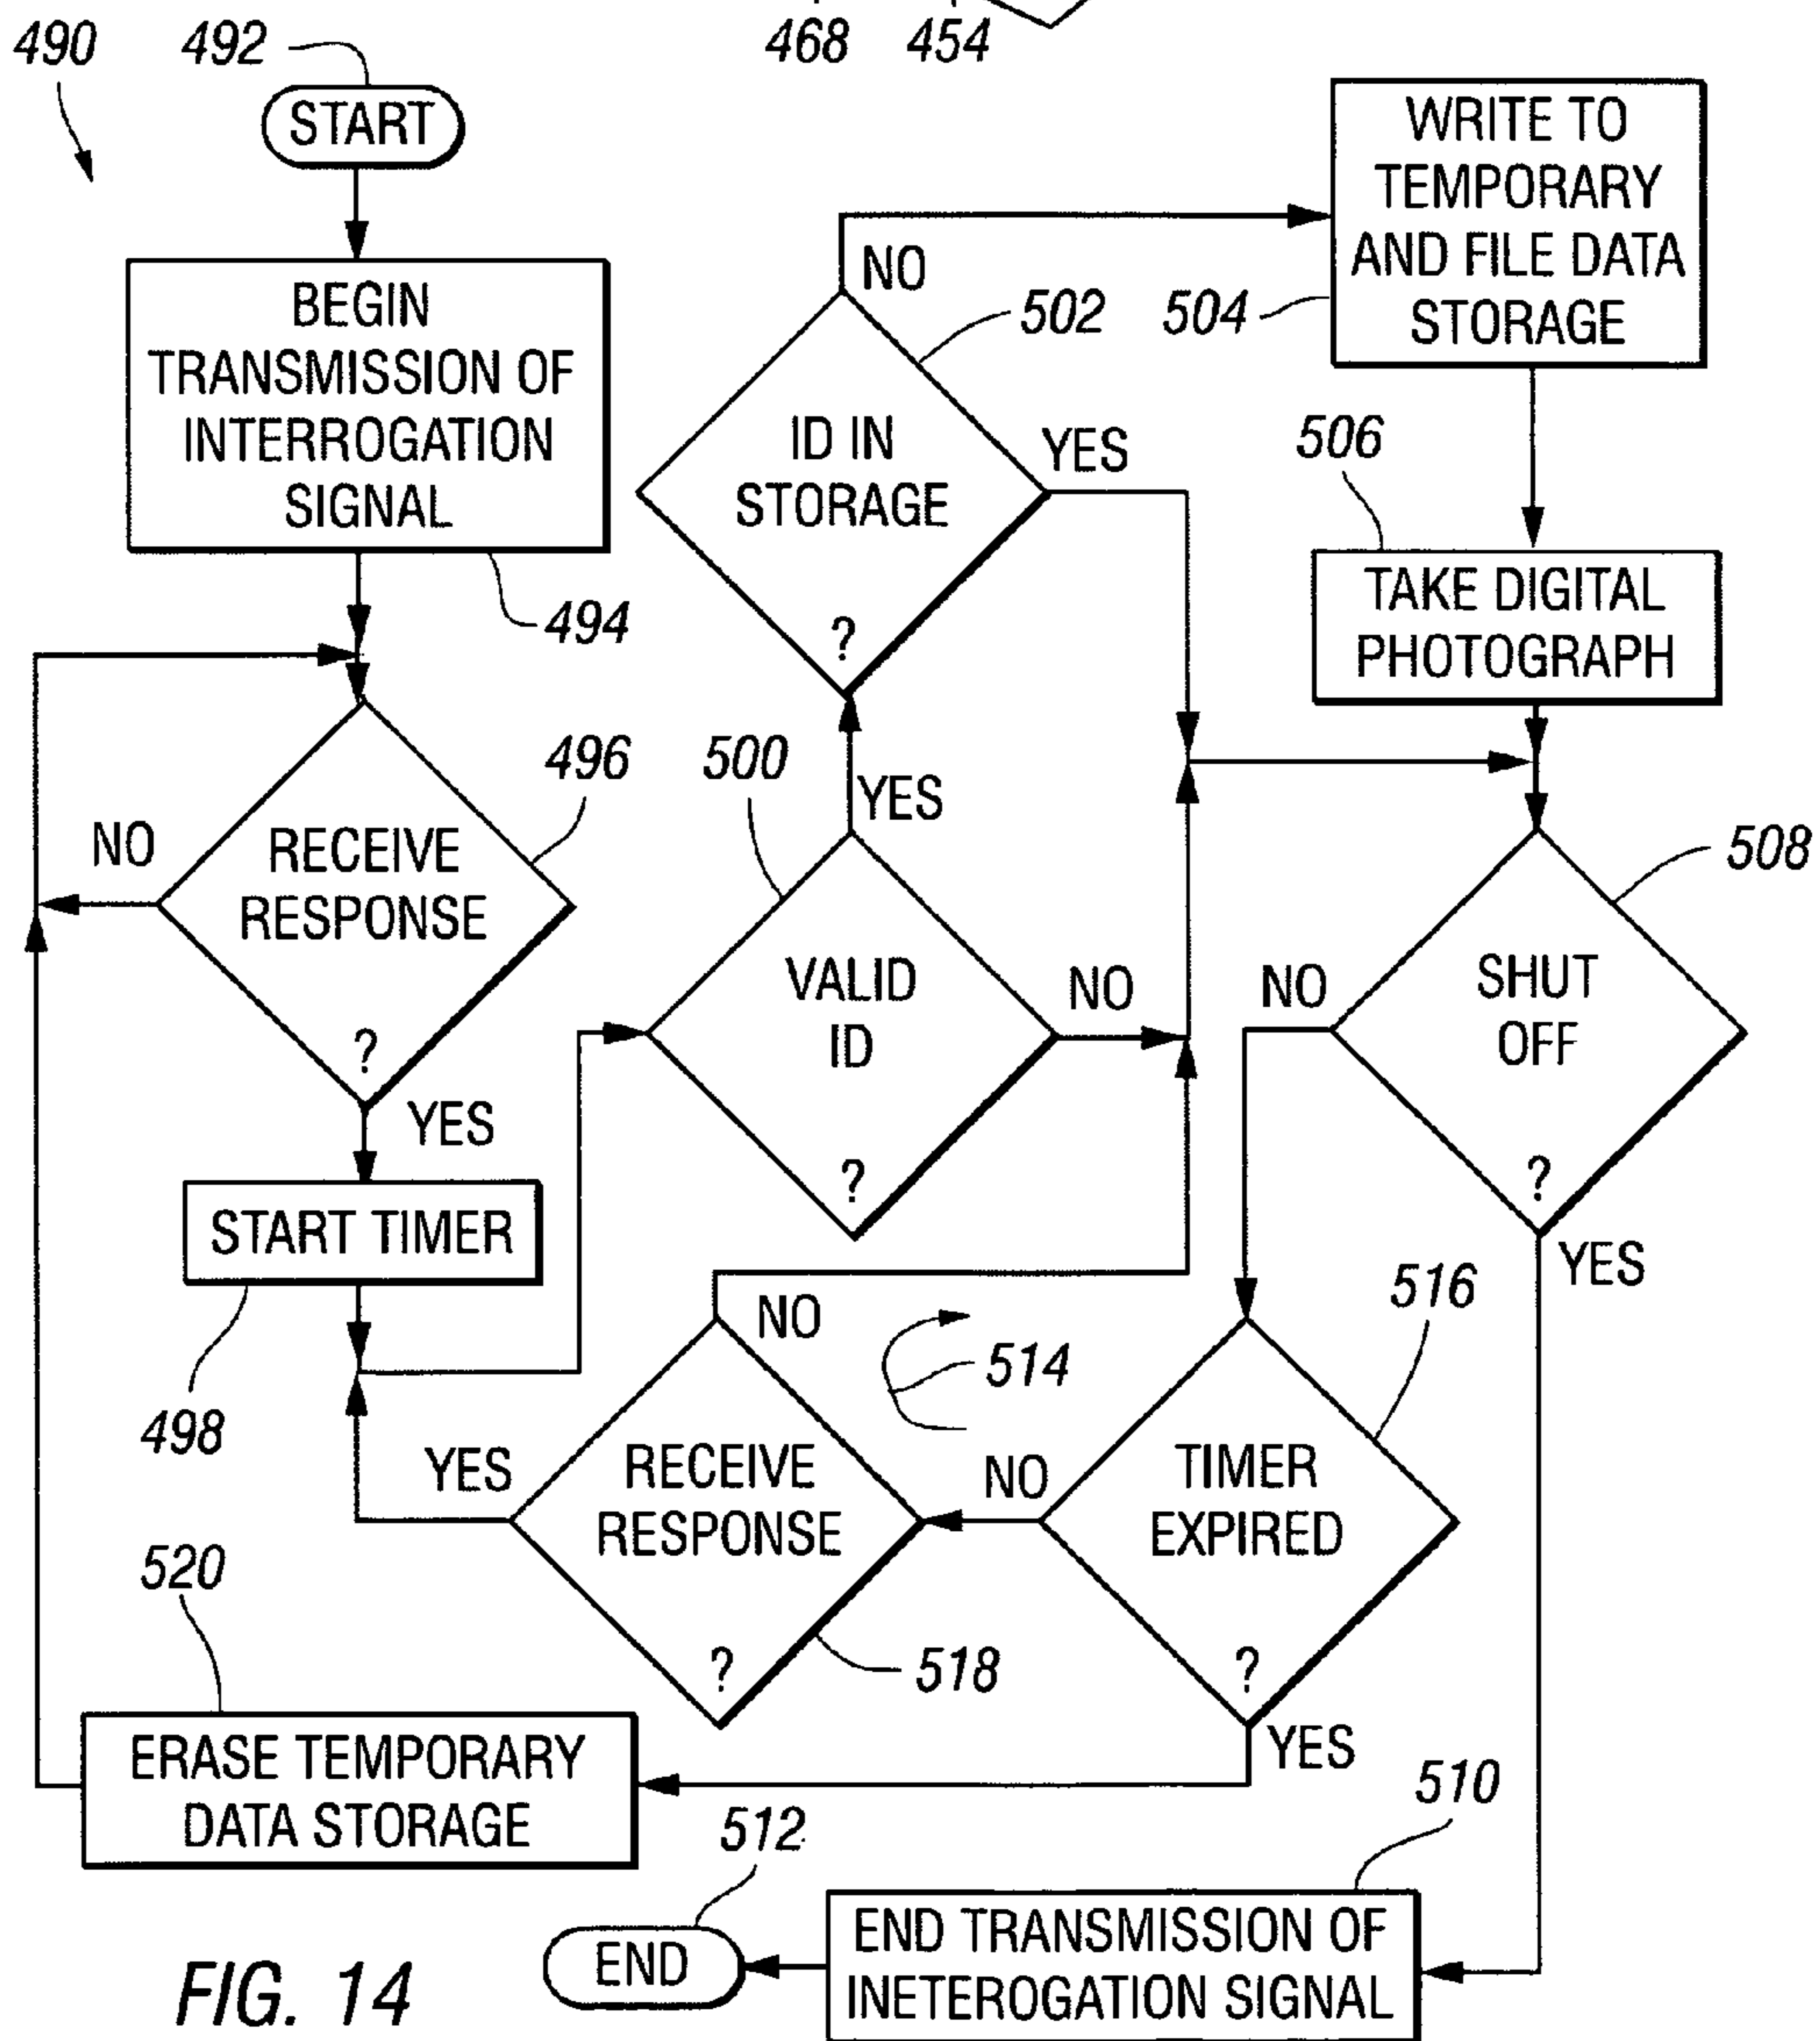 468 454
490 492
START
BEGIN
TRANSMISSION OF
INTERROGATION
SIGNAL
494
RECEIVE
RESPONSE
?
496
NO
YES
START TIMER
498
VALID
ID
?
500
YES
NO
ID IN
STORAGE
?
502
NO
YES
WRITE TO
TEMPORARY
AND FILE DATA
STORAGE
504
506
TAKE DIGITAL
PHOTOGRAPH
SHUT
OFF
?
508
NO
YES
514
TIMER
EXPIRED
?
516
NO
YES
RECEIVE
RESPONSE
?
518
NO
YES
520
ERASE TEMPORARY
DATA STORAGE
510
END TRANSMISSION OF
INETEROGATION SIGNAL
512
END
FIG. 14